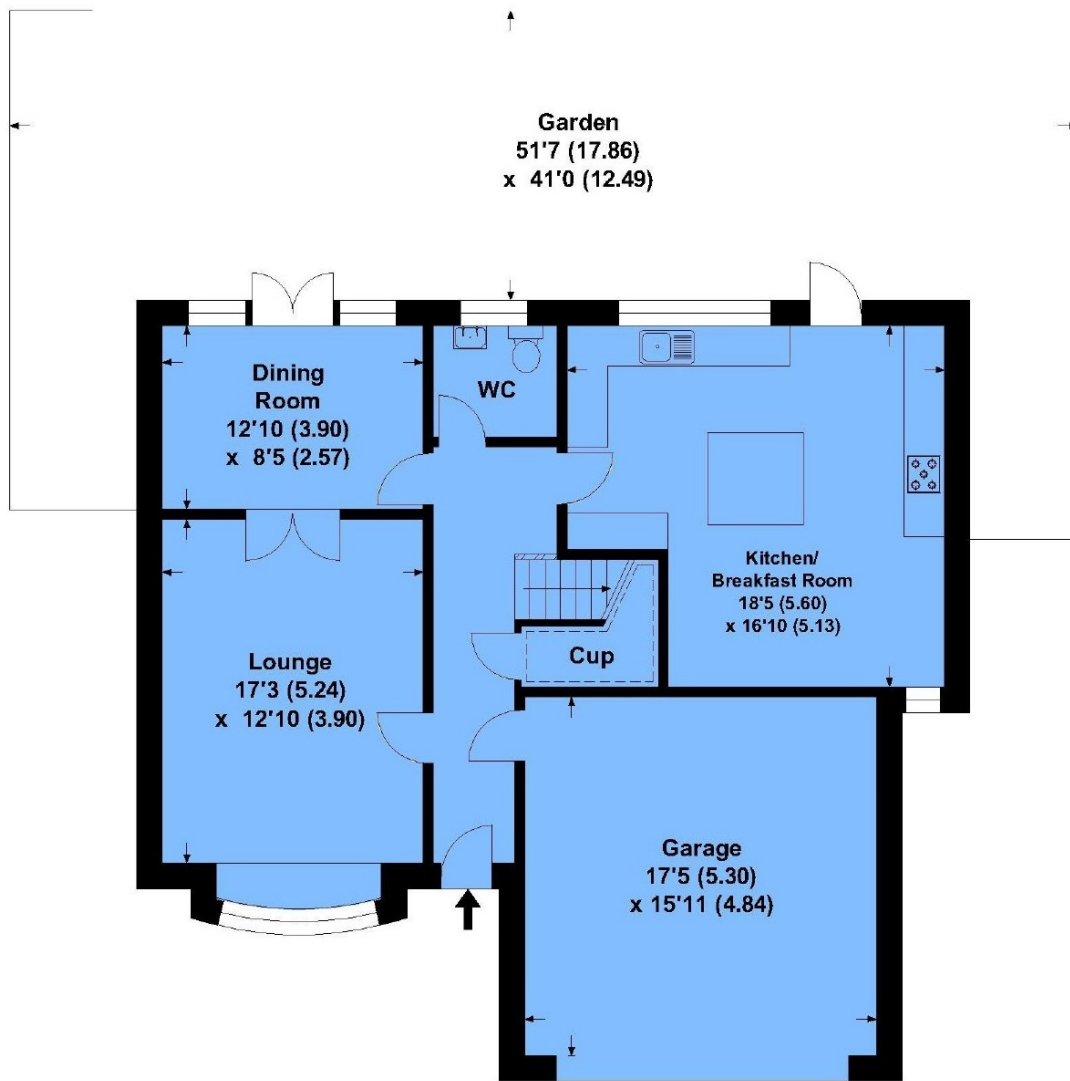 Garden
51'7 (17.86)
x 41'0 (12.49)
Dining
Room
12'10 (3.90)
x 8'5 (2.57)
WC
Kitchen/
Breakfast Room
18'5 (5.60)
x 16'10 (5.13)
Lounge
17'3 (5.24)
x 12'10 (3.90)
Cup
Garage
17'5 (5.30)
x 15'11 (4.84)